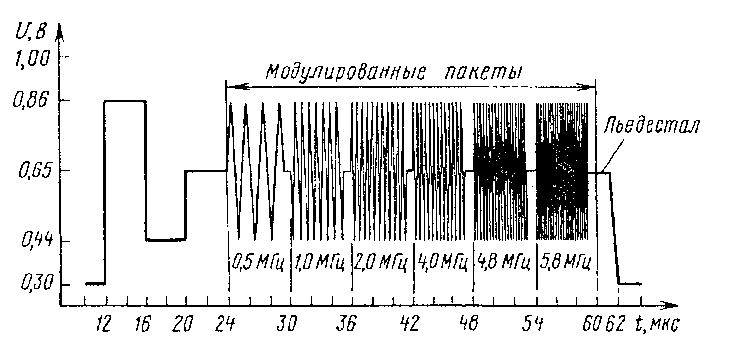 U,В
1,00
Модулированные пакеты
0,86
Пьедестал
0,65
0,44
0,5 МГц 1,0 МГц 2,0 МГц 4,0 МГц 4,8 МГц 5,8 МГц
0,30
12 16 20 24 30 36 42 48 54 60 62 t, мкс